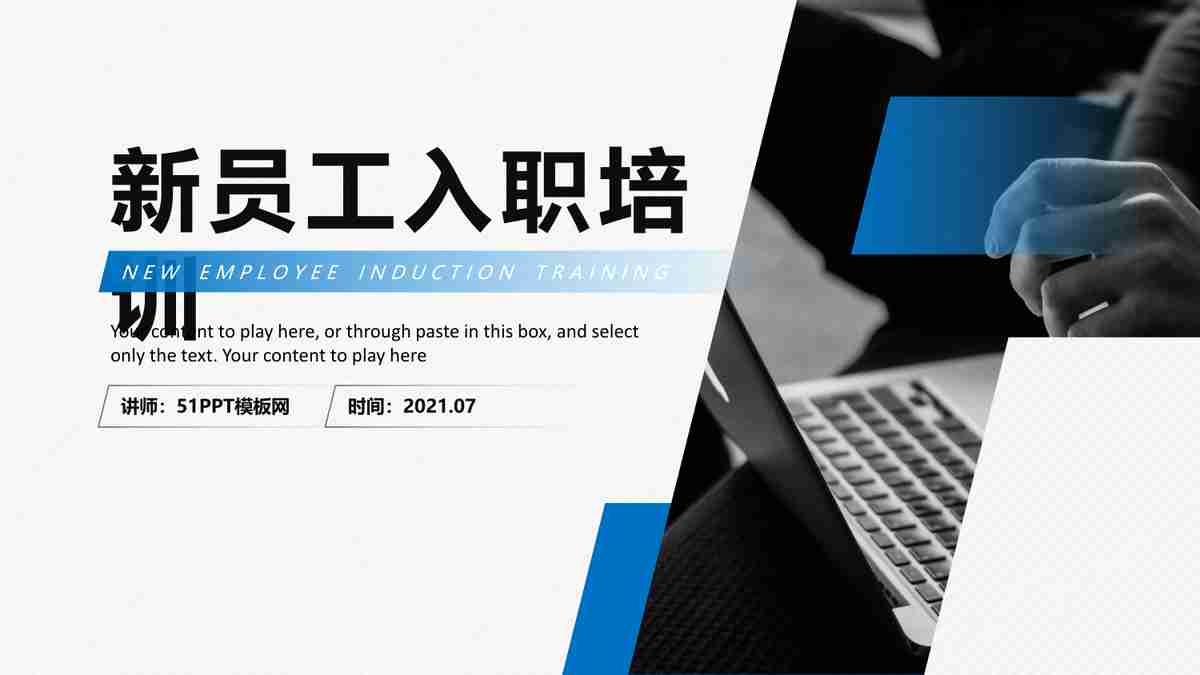 新员工入职培
训
NEW EMPLOYEE INDUCTION TRAINING
Your content to play here, or through paste in this box, and select
only the text. Your content to play here
讲师：51PPT模板网
时间：2021.07